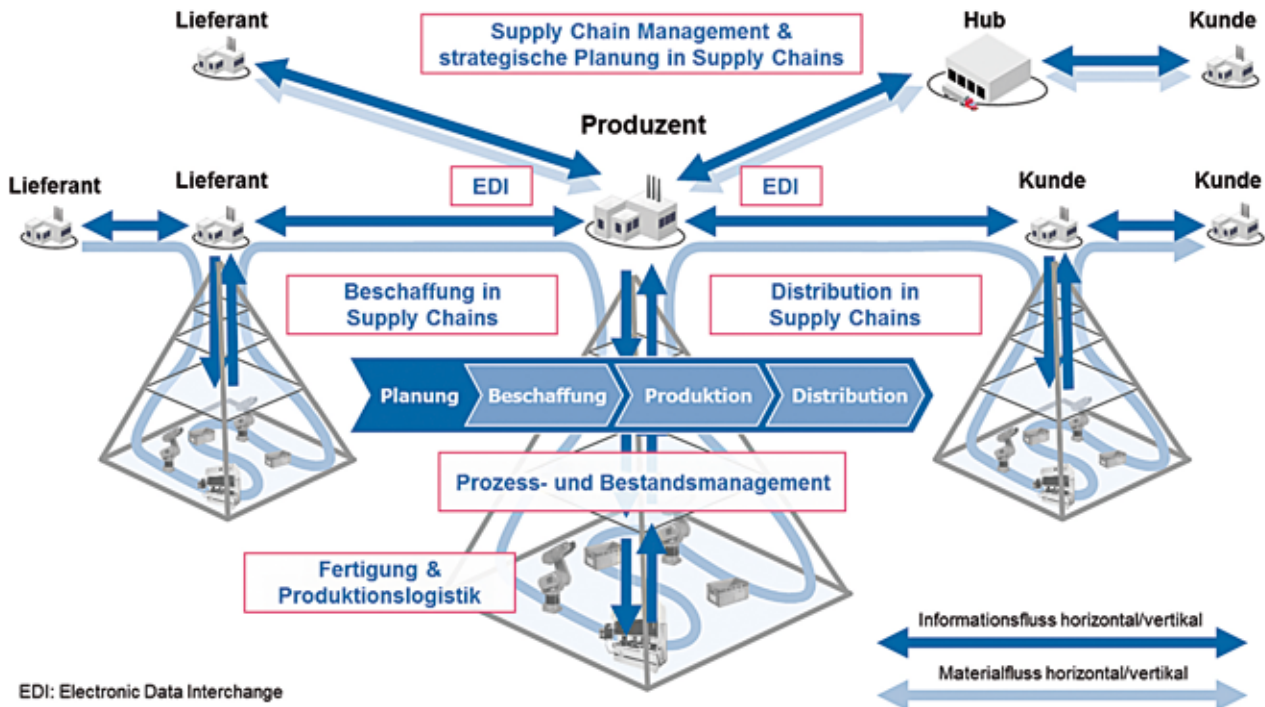 Lieferant
Supply Chain Management &
strategische Planung in Supply Chains
Hub
Kunde
Produzent
Lieferant
Lieferant
EDI
EDI
Kunde
Kunde
Beschaffung in
Supply Chains
Distribution in
Supply Chains
Planung
Beschaffung
Produktion
Distribution
Prozess- und Bestandsmanagement
Fertigung &
Produktionslogistik
Informationsfluss horizontal/vertikal
Materialfluss horizontal/vertikal
EDI: Electronic Data Interchange